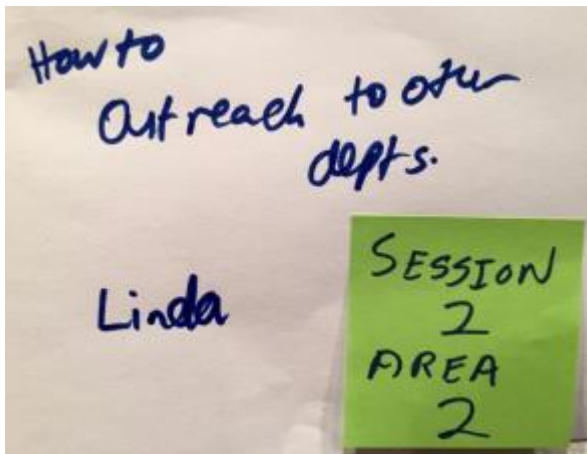 How to
Outreach to other
depts.
Linda
SESSION
2
AREA
2